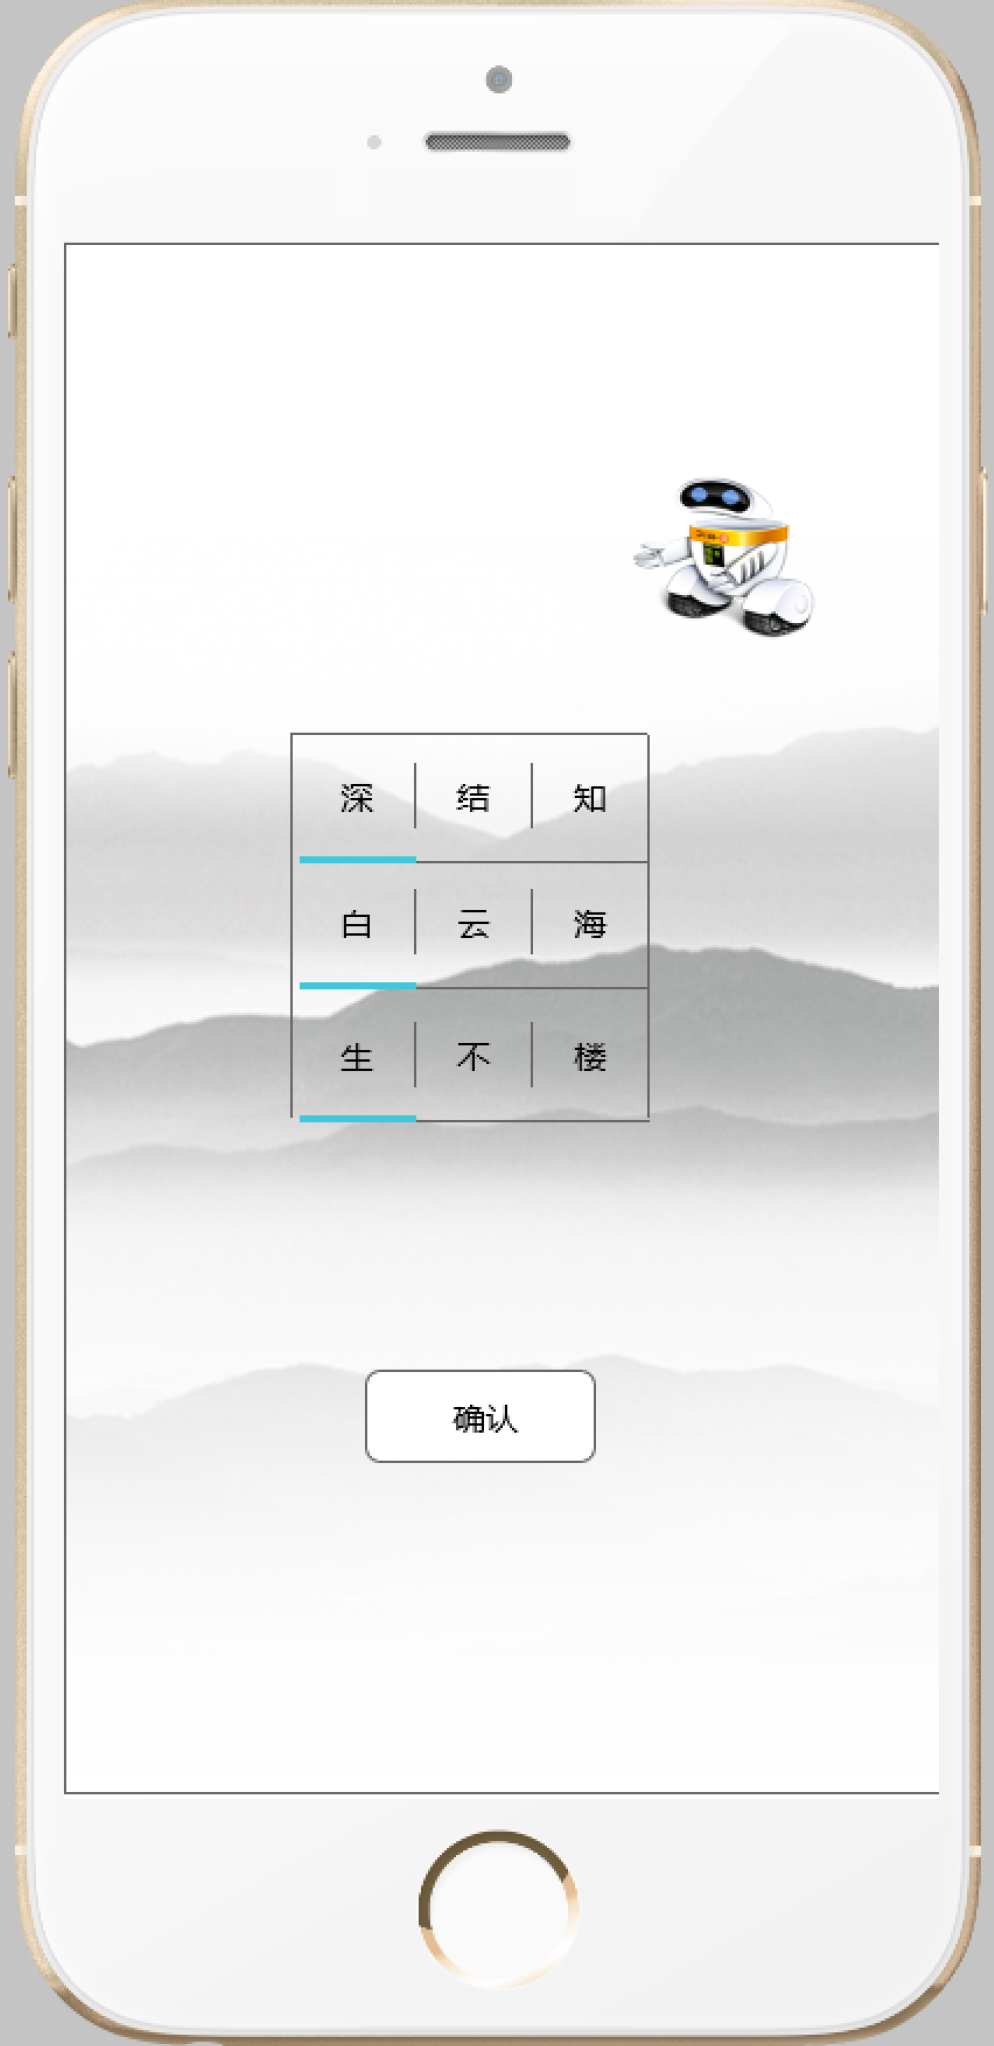 深 结 知
白 云 海
生 不 楼
确认